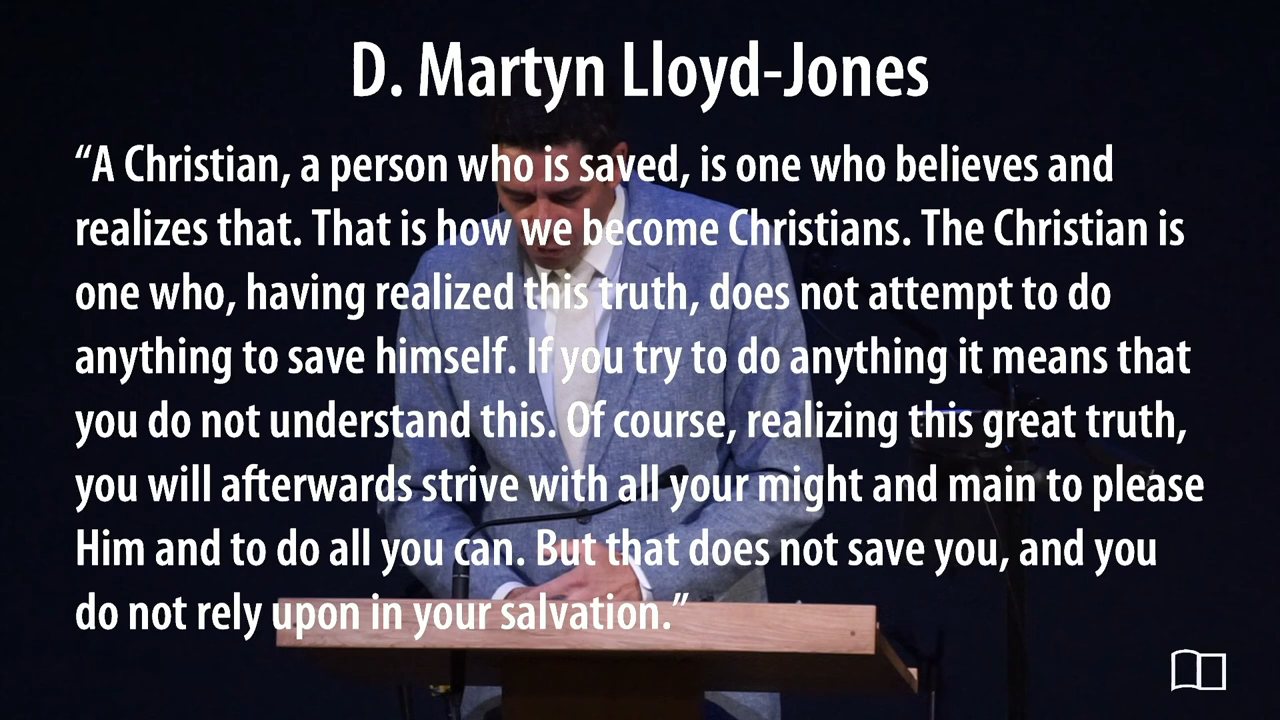 D. Martyn Lloyd-Jones
“A Christian, a person who is saved, is one who believes and
realizes that. That is how we become Christians. The Christian is
one who, having realized this truth, does not attempt to do
anything to save himself. If you try to do anything it means that
you do not understand this. Of course, realizing this great truth,
you will afterwards strive with all your might and main to please
Him and to do all you can. But that does not save you, and you
do not rely upon in your salvation.”